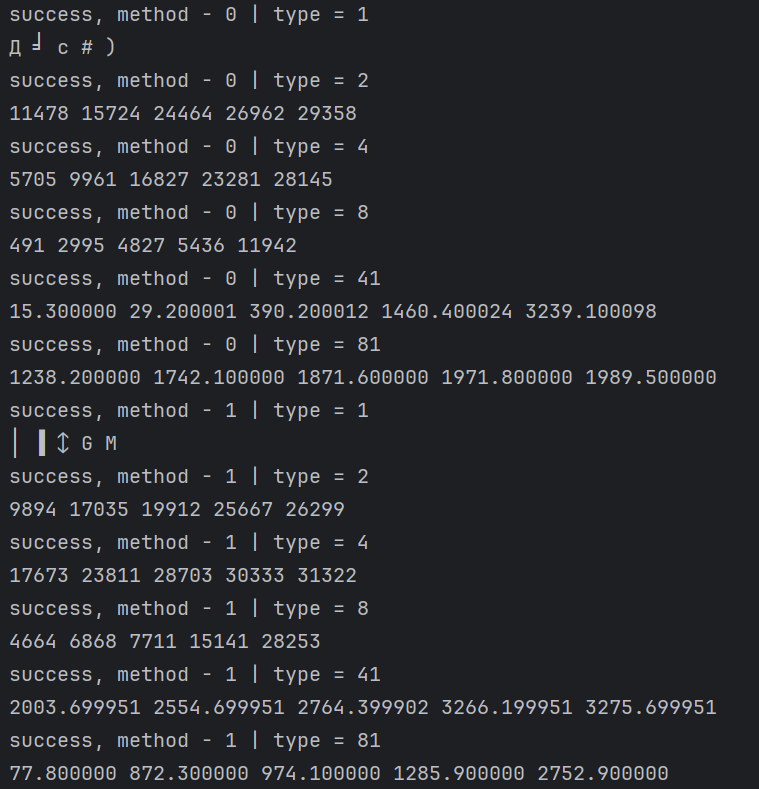 success, method - 0 | type = 1
Д ╛ с # )
success, method - 0 | type = 2
11478 15724 24464 26962 29358
success, method - 0 | type = 4
5705 9961 16827 23281 28145
success, method - 0 | type = 8
491 2995 4827 5436 11942
success, method - 0 | type = 41
15.300000 29.200001 390.200012 1460.400024 3239.100098
success, method - 0 | type = 81
1238.200000 1742.100000 1871.600000 1971.800000 1989.500000
success, method - 1 | type = 1
│ ▐ ↕ G M
success, method - 1 | type = 2
9894 17035 19912 25667 26299
success, method - 1 | type = 4
17673 23811 28703 30333 31322
success, method - 1 | type = 8
4664 6868 7711 15141 28253
success, method - 1 | type = 41
2003.699951 2554.699951 2764.399902 3266.199951 3275.699951
success, method - 1 | type = 81
77.800000 872.300000 974.100000 1285.900000 2752.900000